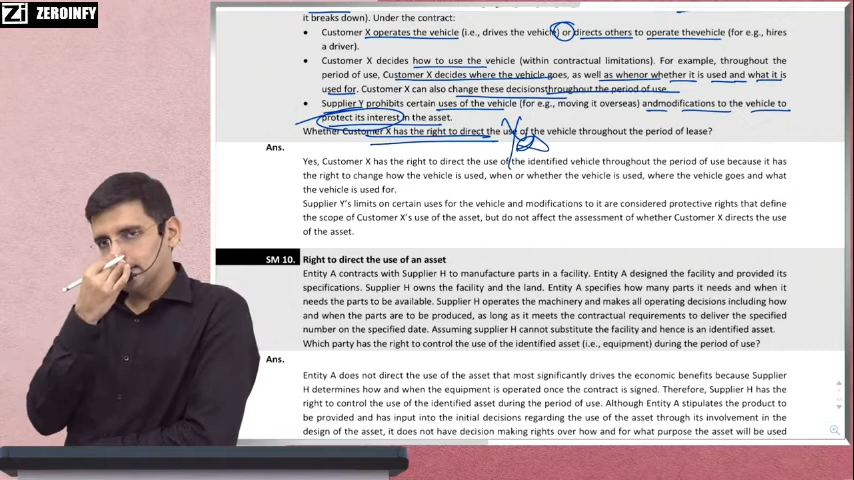 Zi ZEROINFY
it breaks down). Under the contract:
• Customer X operates the vehicle (i.e., drives the vehicle) or directs others to operate thevehicle (for e.g., hires
a driver).
• Customer X decides how to use the vehicle (within contractual limitations). For example, throughout the
period of use, Customer X decides where the vehicle goes, as well as whenor whether it is used and what it is
used for. Customer X can also change these decisionsthroughout the period of use.
• Supplier Y prohibits certain uses of the vehicle (for e.g., moving it overseas) andmodifications to the vehicle to
protect its interest in the asset.
Whether Customer X has the right to direct the use of the vehicle throughout the period of lease?
Yes
Ans.
Yes, Customer X has the right to direct the use of the identified vehicle throughout the period of use because it has
the right to change how the vehicle is used, when or whether the vehicle is used, where the vehicle goes and what
the vehicle is used for.
Supplier Y's limits on certain uses for the vehicle and modifications to it are considered protective rights that define
the scope of Customer X's use of the asset, but do not affect the assessment of whether Customer X directs the use
of the asset.
SM 10. Right to direct the use of an asset
Entity A contracts with Supplier H to manufacture parts in a facility. Entity A designed the facility and provided its
specifications. Supplier H owns the facility and the land. Entity A specifies how many parts it needs and when it
needs the parts to be available. Supplier H operates the machinery and makes all operating decisions including how
and when the parts are to be produced, as long as it meets the contractual requirements to deliver the specified
number on the specified date. Assuming supplier H cannot substitute the facility and hence is an identified asset.
Which party has the right to control the use of the identified asset (i.e., equipment) during the period of use?
Ans.
Entity A does not direct the use of the asset that most significantly drives the economic benefits because Supplier
H determines how and when the equipment is operated once the contract is signed. Therefore, Supplier H has the
right to control the use of the identified asset during the period of use. Although Entity A stipulates the product to
be provided and has input into the initial decisions regarding the use of the asset through its involvement in the
design of the asset, it does not have decision making rights over how and for what purpose the asset will be used